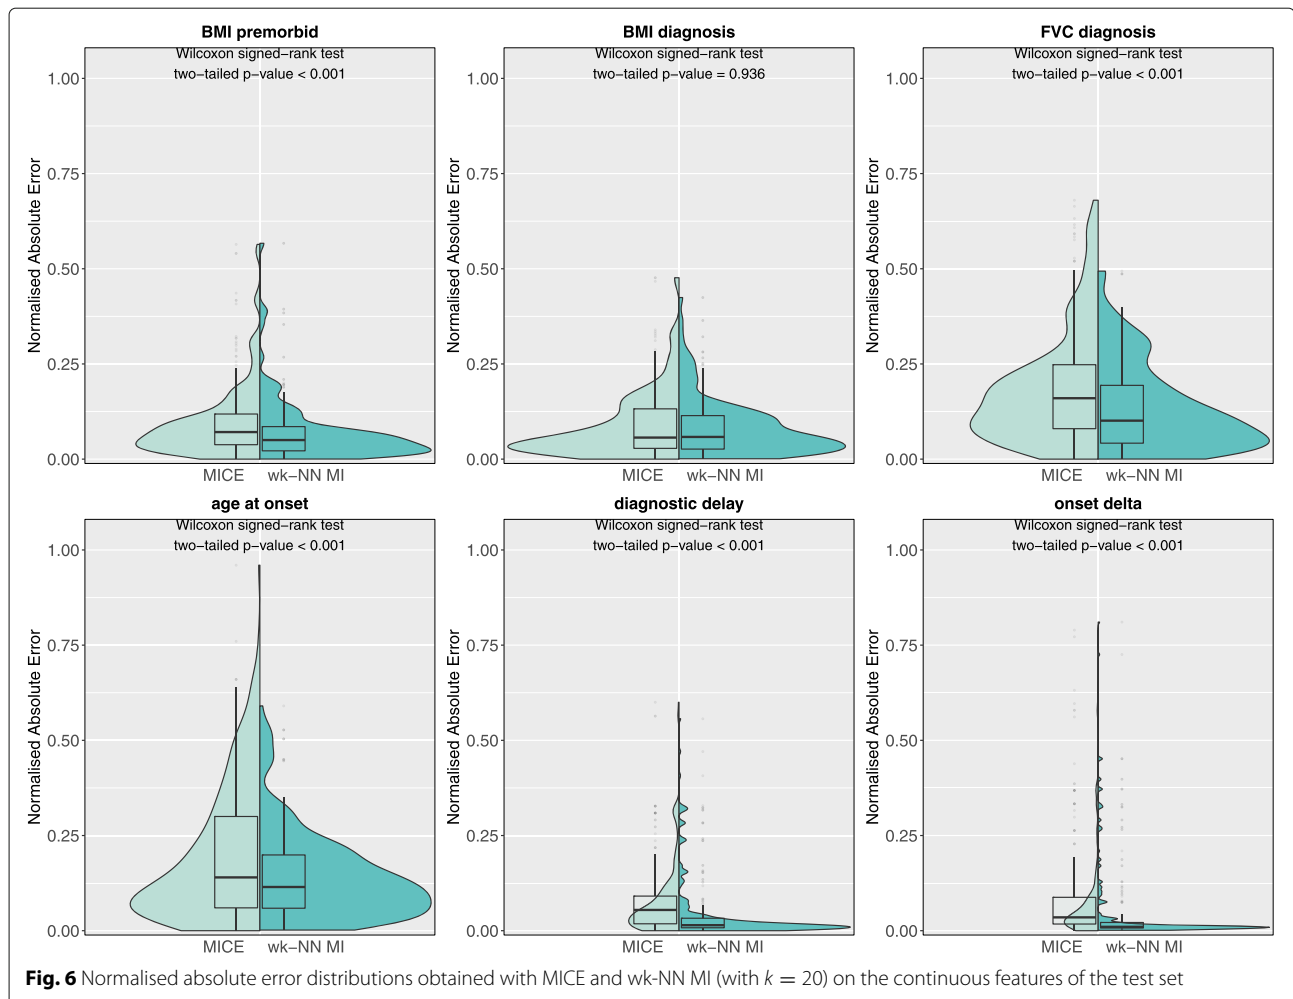 BMI premorbid
Wilcoxon signed−rank test
two−tailed p−value < 0.001
Normalised Absolute Error
1.00
0.75
0.50
0.25
0.00
MICE wk−NN MI
BMI diagnosis
Wilcoxon signed−rank test
two−tailed p−value = 0.936
Normalised Absolute Error
1.00
0.75
0.50
0.25
0.00
MICE wk−NN MI
FVC diagnosis
Wilcoxon signed−rank test
two−tailed p−value < 0.001
Normalised Absolute Error
1.00
0.75
0.50
0.25
0.00
MICE wk−NN MI
age at onset
Wilcoxon signed−rank test
two−tailed p−value < 0.001
Normalised Absolute Error
1.00
0.75
0.50
0.25
0.00
MICE wk−NN MI
diagnostic delay
Wilcoxon signed−rank test
two−tailed p−value < 0.001
Normalised Absolute Error
1.00
0.75
0.50
0.25
0.00
MICE wk−NN MI
onset delta
Wilcoxon signed−rank test
two−tailed p−value < 0.001
Normalised Absolute Error
1.00
0.75
0.50
0.25
0.00
MICE wk−NN MI
Fig. 6 Normalised absolute error distributions obtained with MICE and wk-NN MI (with k = 20) on the continuous features of the test set